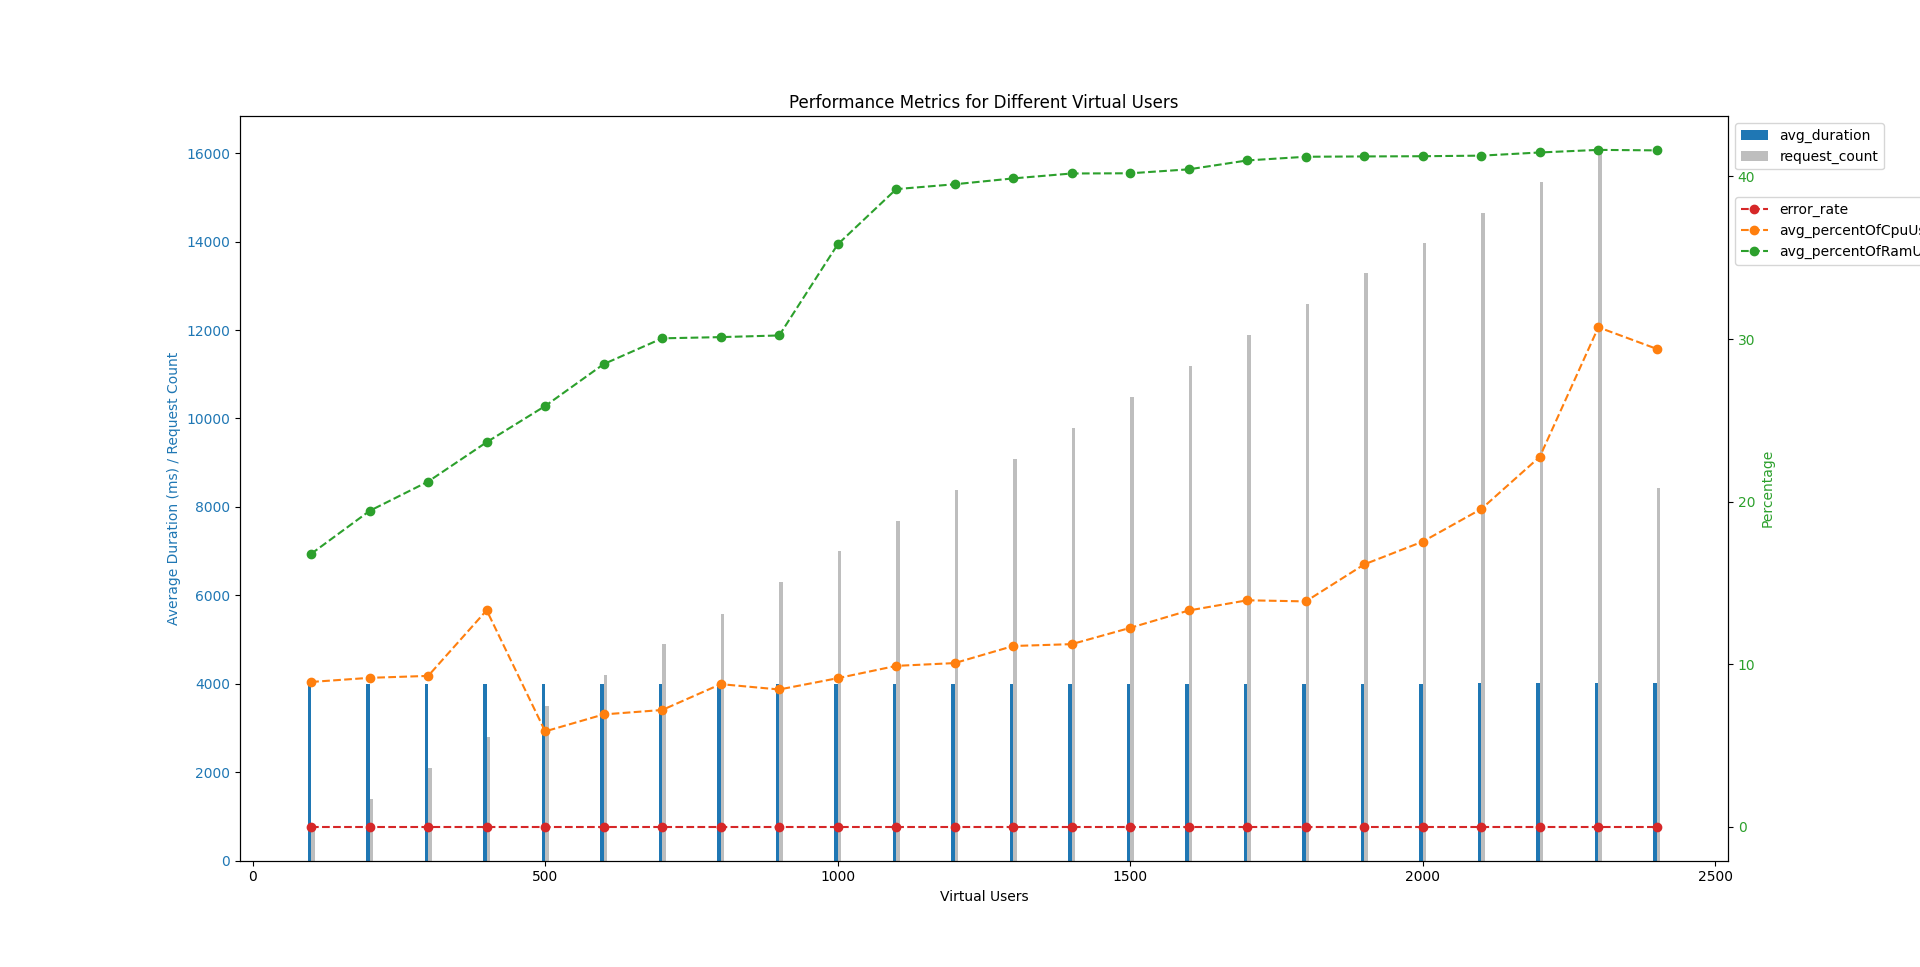 Performance Metrics for Different Virtual Users
avg_duration
request_count
error_rate
avg_percentOfCpuUs
avg_percentOfRamU
16000
14000
12000
10000
8000
6000
4000
2000
0
Average Duration (ms) / Request Count
40
30
20
10
0
Percentage
0
500
1000
1500
2000
2500
Virtual Users